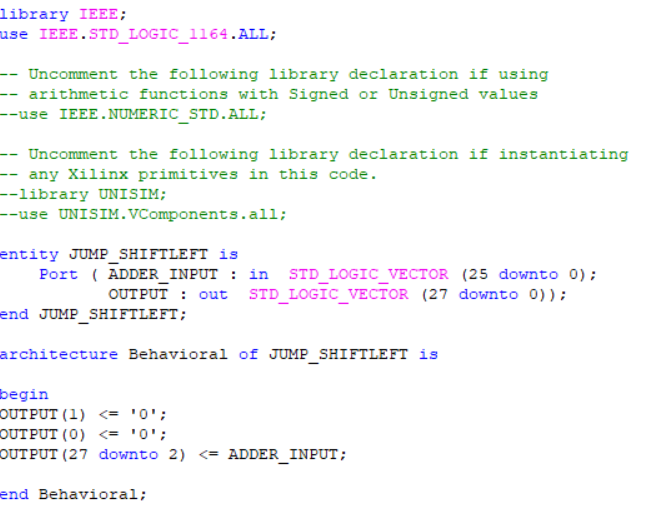 library IEEE;
use IEEE.STD_LOGIC_1164.ALL;
-- Uncomment the following library declaration if using
-- arithmetic functions with Signed or Unsigned values
--use IEEE.NUMERIC_STD.ALL;
-- Uncomment the following library declaration if instantiating
-- any Xilinx primitives in this code.
--library UNISIM;
--use UNISIM.VComponents.all;
entity JUMP_SHIFTLEFT is
Port ( ADDER_INPUT : in STD_LOGIC_VECTOR (25 downto 0);
OUTPUT : out STD_LOGIC_VECTOR (27 downto 0));
end JUMP_SHIFTLEFT;
architecture Behavioral of JUMP_SHIFTLEFT is
begin
OUTPUT(1) <= '0';
OUTPUT(0) <= '0';
OUTPUT(27 downto 2) <= ADDER_INPUT;
end Behavioral;